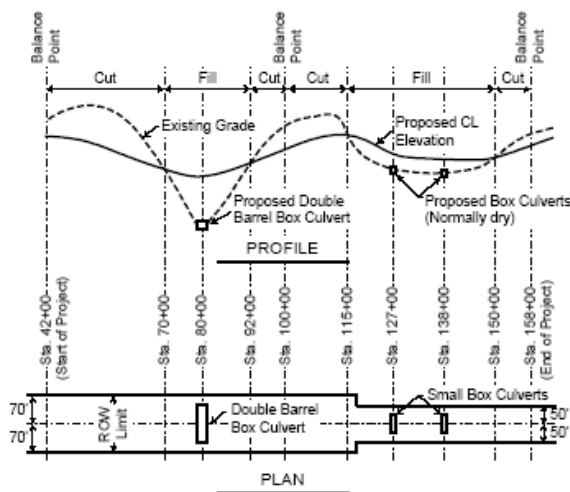 Balance
Point
Balance
Point
Balance
Point
Cut
Fill
Cut
Cut
Fill
Cut
Existing Grade
Proposed CL
Elevation
Proposed Double
Barrel Box Culvert
Proposed Box Culverts
(Normally dry)
PROFILE
Sta. 42+00
(Start of Project)
Sta. 70+00
Sta. 80+00
Sta. 92+00
Sta. 100+00
Sta. 115+00
Sta. 127+00
Sta. 138+00
Sta. 150+00
Sta. 158+00
(End of Project)
70'
70'
ROW
Limit
Double Barrel
Box Culvert
Small Box Culverts
50'
50'
PLAN